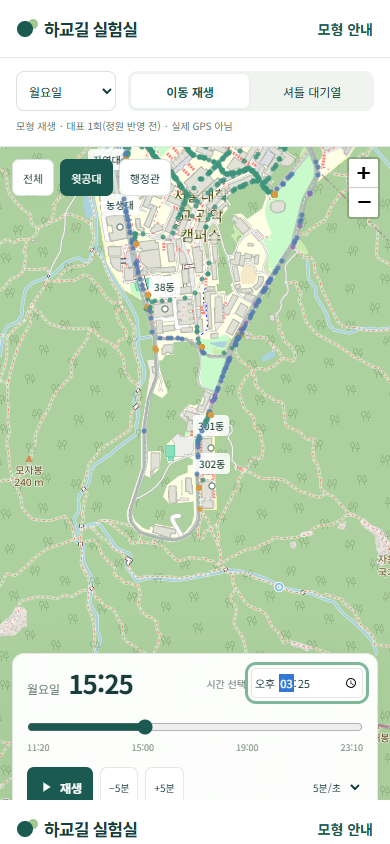 하교길 실험실
모형 안내
월요일
이동 재생
셔틀 대기열
모형 재생 · 대표 1회(정원 반영 전) · 실제 GPS 아님
전체
윗공대
행정관
농생대
캠퍼스
38동
301동
302동
모자봉
240 m
+
−
월요일 15:25
시간 선택
오후 03:25
11:20
15:00
19:00
23:10
재생
−5분
+5분
5분/초
하교길 실험실
모형 안내